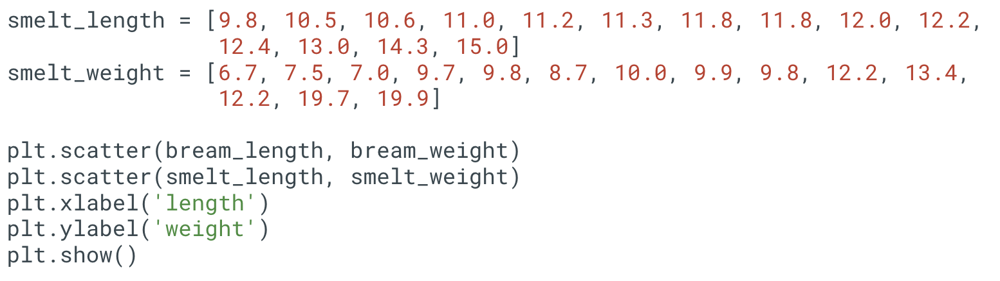 smelt_length = [9.8, 10.5, 10.6, 11.0, 11.2, 11.3, 11.8, 11.8, 12.0, 12.2,
                12.4, 13.0, 14.3, 15.0]
smelt_weight = [6.7, 7.5, 7.0, 9.7, 9.8, 8.7, 10.0, 9.9, 9.8, 12.2, 13.4,
                12.2, 19.7, 19.9]

plt.scatter(bream_length, bream_weight)
plt.scatter(smelt_length, smelt_weight)
plt.xlabel('length')
plt.ylabel('weight')
plt.show()